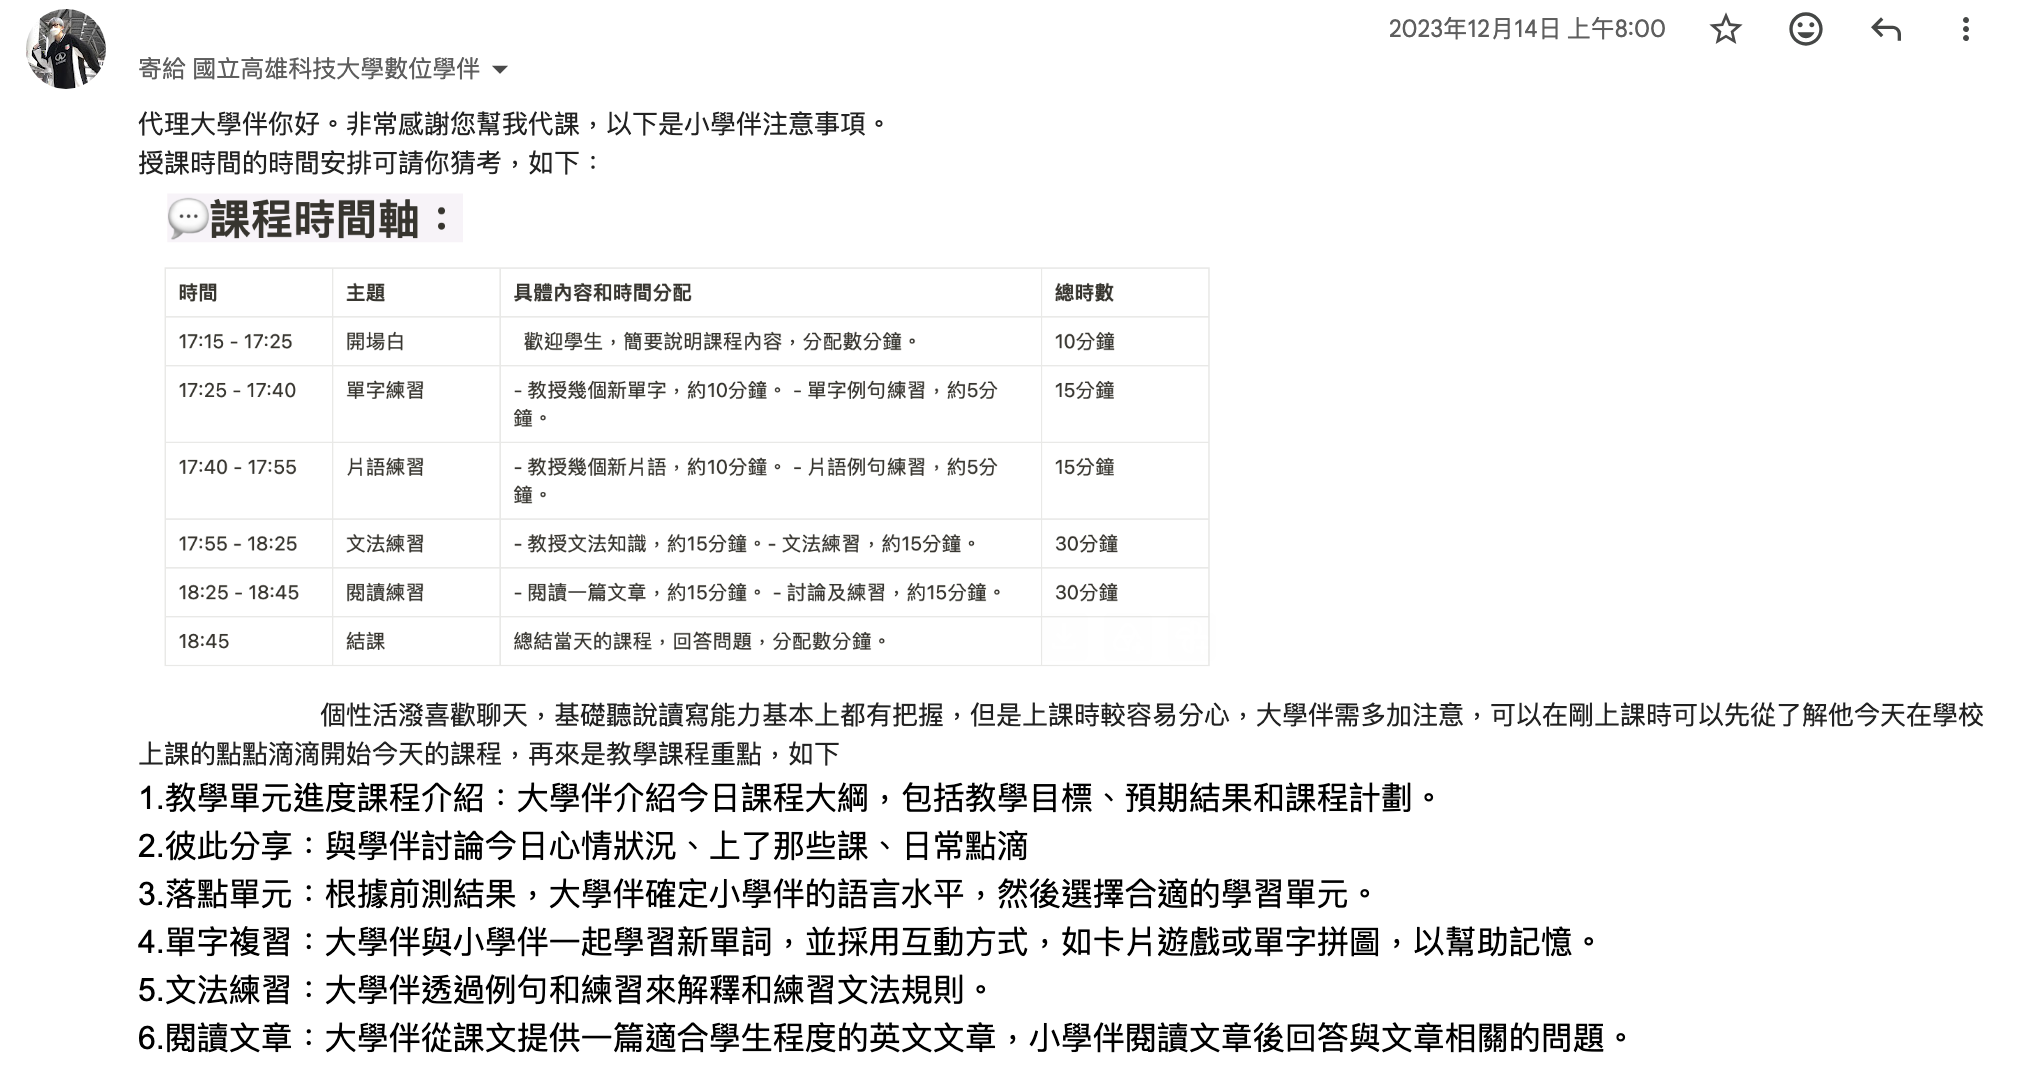 2023年12月14日 上午8:00
寄給 國立高雄科技大學數位學伴
代理大學伴你好。非常感謝您幫我代課，以下是小學伴注意事項。
授課時間的時間安排可請你猜考，如下：
課程時間軸：
時間 主題 具體內容和時間分配 總時數
17:15 - 17:25 開場白 歡迎學生，簡要說明課程內容，分配數分鐘。 10分鐘
17:25 - 17:40 單字練習 - 教授幾個新單字，約10分鐘。 - 單字例句練習，約5分 15分鐘
鐘。
17:40 - 17:55 片語練習 - 教授幾個新片語，約10分鐘。 - 片語例句練習，約5分 15分鐘
鐘。
17:55 - 18:25 文法練習 - 教授文法知識，約15分鐘。- 文法練習，約15分鐘。 30分鐘
18:25 - 18:45 閱讀練習 - 閱讀一篇文章，約15分鐘。 - 討論及練習，約15分鐘。 30分鐘
18:45 結課 總結當天的課程，回答問題，分配數分鐘。
個性活潑喜歡聊天，基礎聽說讀寫能力基本上都有把握，但是上課時較容易分心，大學伴需多加注意，可以在剛上課時可以先從了解他今天在學校
上課的點點滴滴開始今天的課程，再來是教學課程重點，如下
1.教學單元進度課程介紹：大學伴介紹今日課程大綱，包括教學目標、預期結果和課程計劃。
2.彼此分享：與學伴討論今日心情狀況、上了那些課、日常點滴
3.落點單元：根據前測結果，大學伴確定小學伴的語言水平，然後選擇合適的學習單元。
4.單字複習：大學伴與小學伴一起學習新單詞，並採用互動方式，如卡片遊戲或單字拼圖，以幫助記憶。
5.文法練習：大學伴透過例句和練習來解釋和練習文法規則。
6.閱讀文章：大學伴從課文提供一篇適合學生程度的英文文章，小學伴閱讀文章後回答與文章相關的問題。